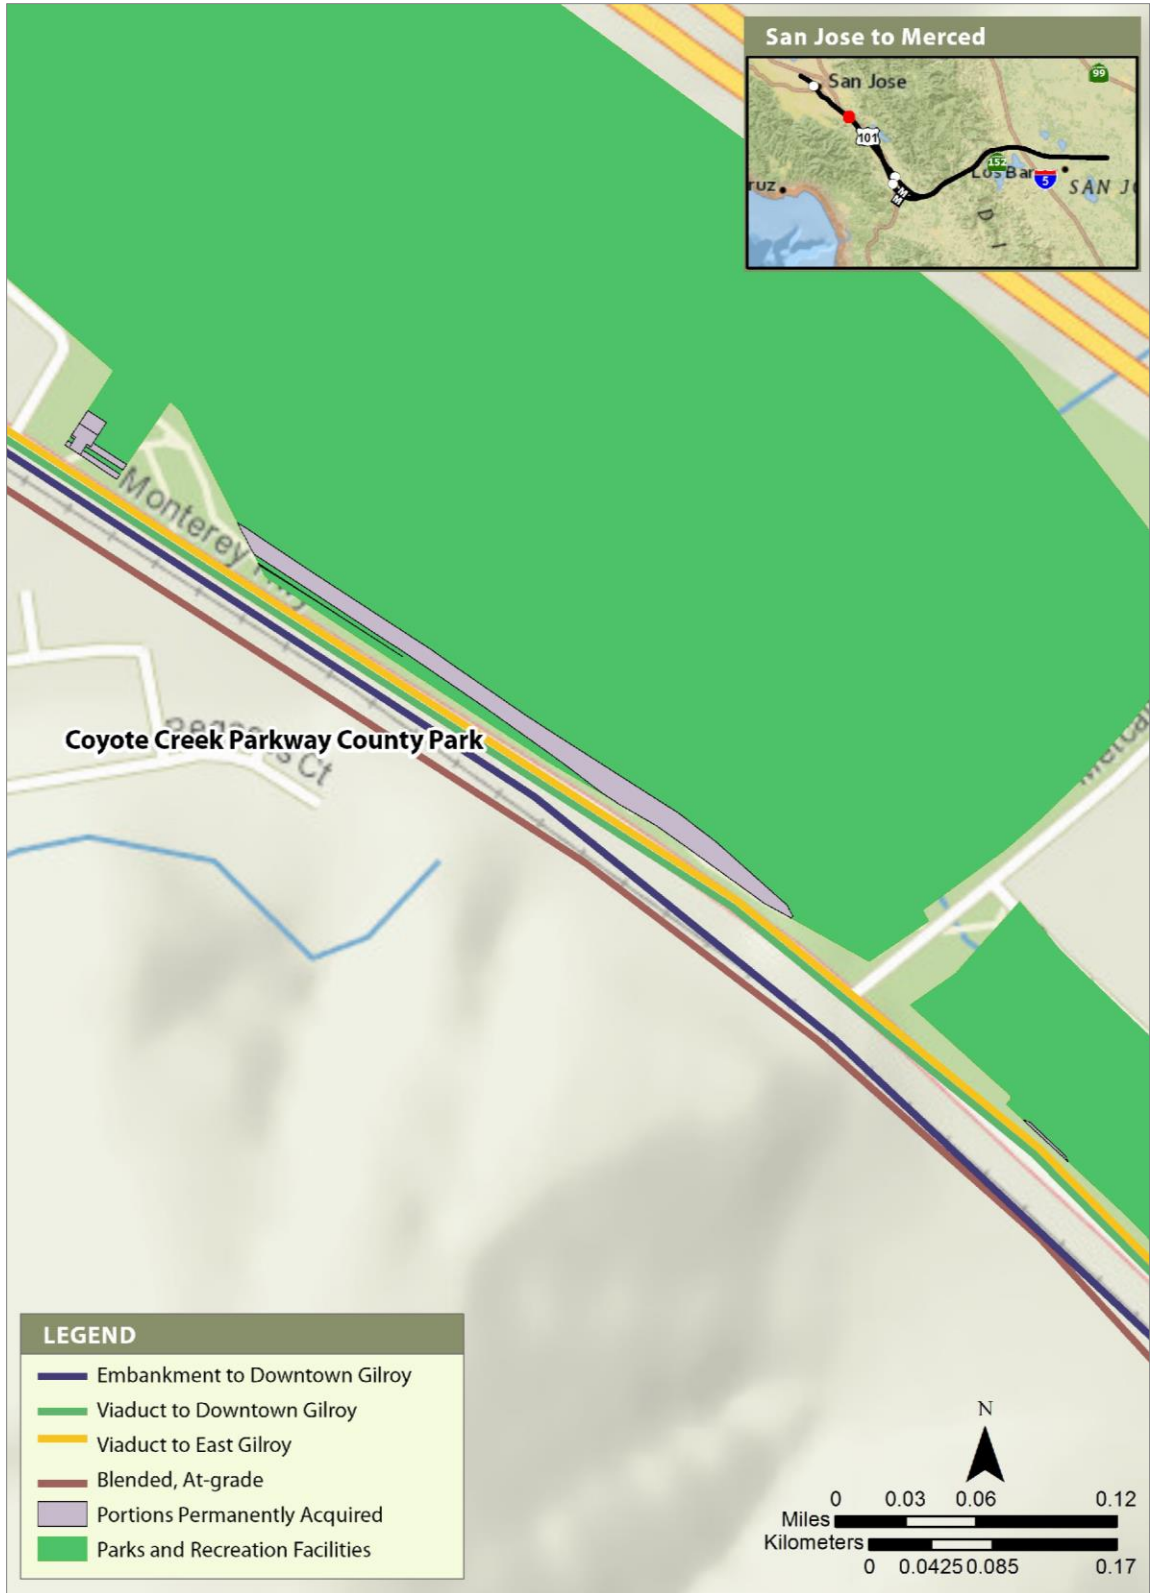 San Jose to Merced
99
San Jose
101
152
Los Ban
5
SAN JO
ruz
M
M
D I
Monterey Hwy
Metcal
Coyote Creek Parkway County Park
Ct
LEGEND
Embankment to Downtown Gilroy
Viaduct to Downtown Gilroy
Viaduct to East Gilroy
Blended, At-grade
Portions Permanently Acquired
Parks and Recreation Facilities
N
0 0.03 0.06 0.12
Miles
Kilometers
0 0.0425 0.085 0.17